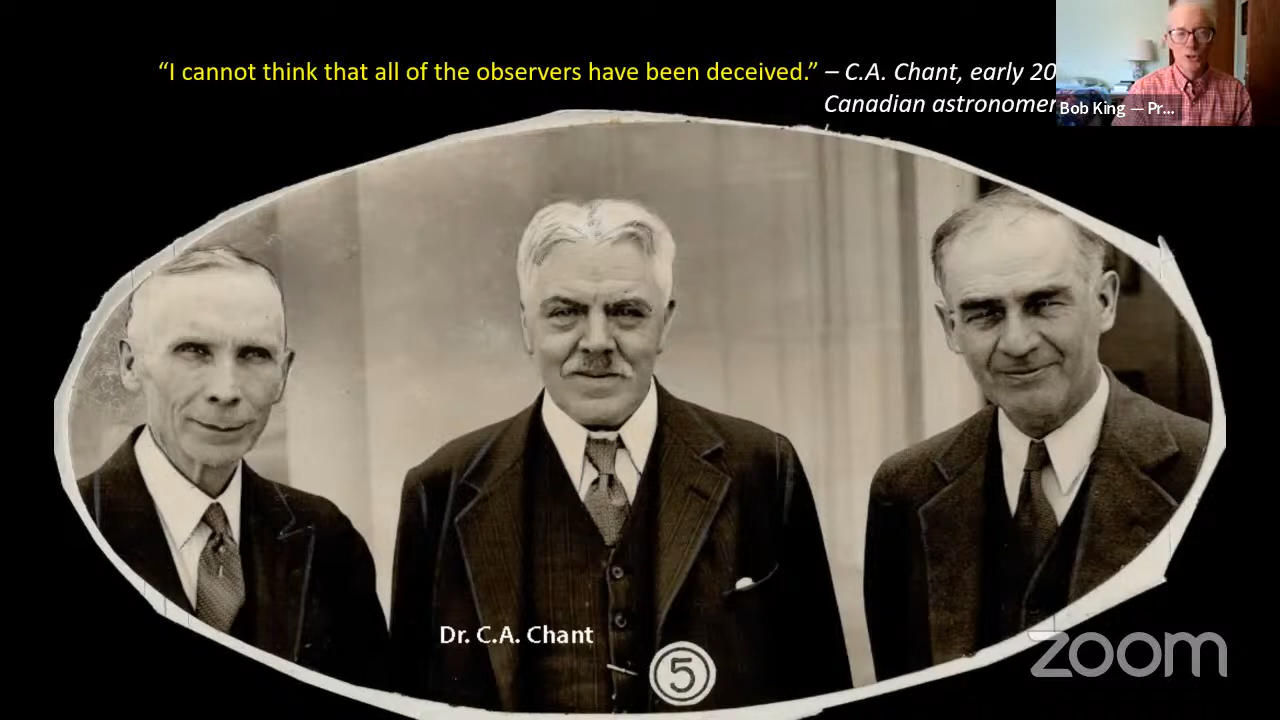 “I cannot think that all of the observers have been deceived.” – C.A. Chant, early 20
Canadian astronomer
Bob King — Pr...
Dr. C.A. Chant
5
zoom